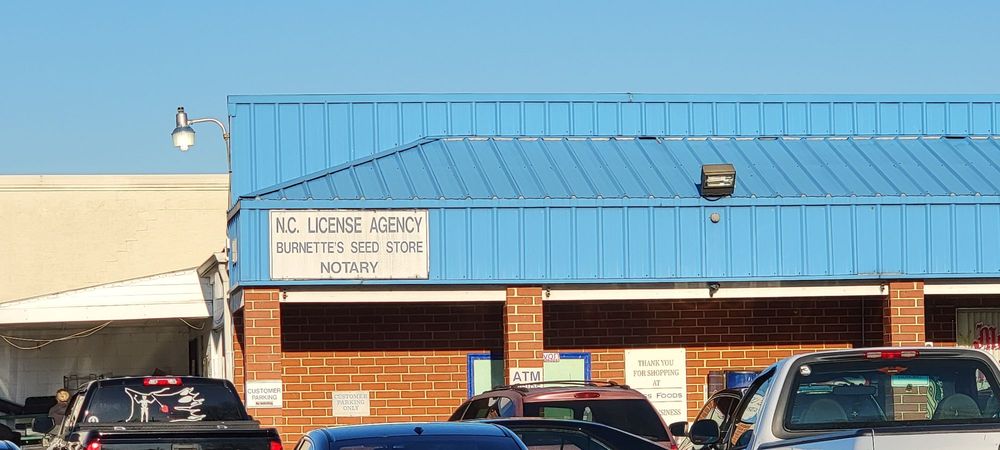 N.C. LICENSE AGENCY
BURNETTE'S SEED STORE
NOTARY
CUSTOMER
PARKING
CUSTOMER
PARKING ONLY
ATM
THANK YOU
FOR SHOPPING
AT
FOODS